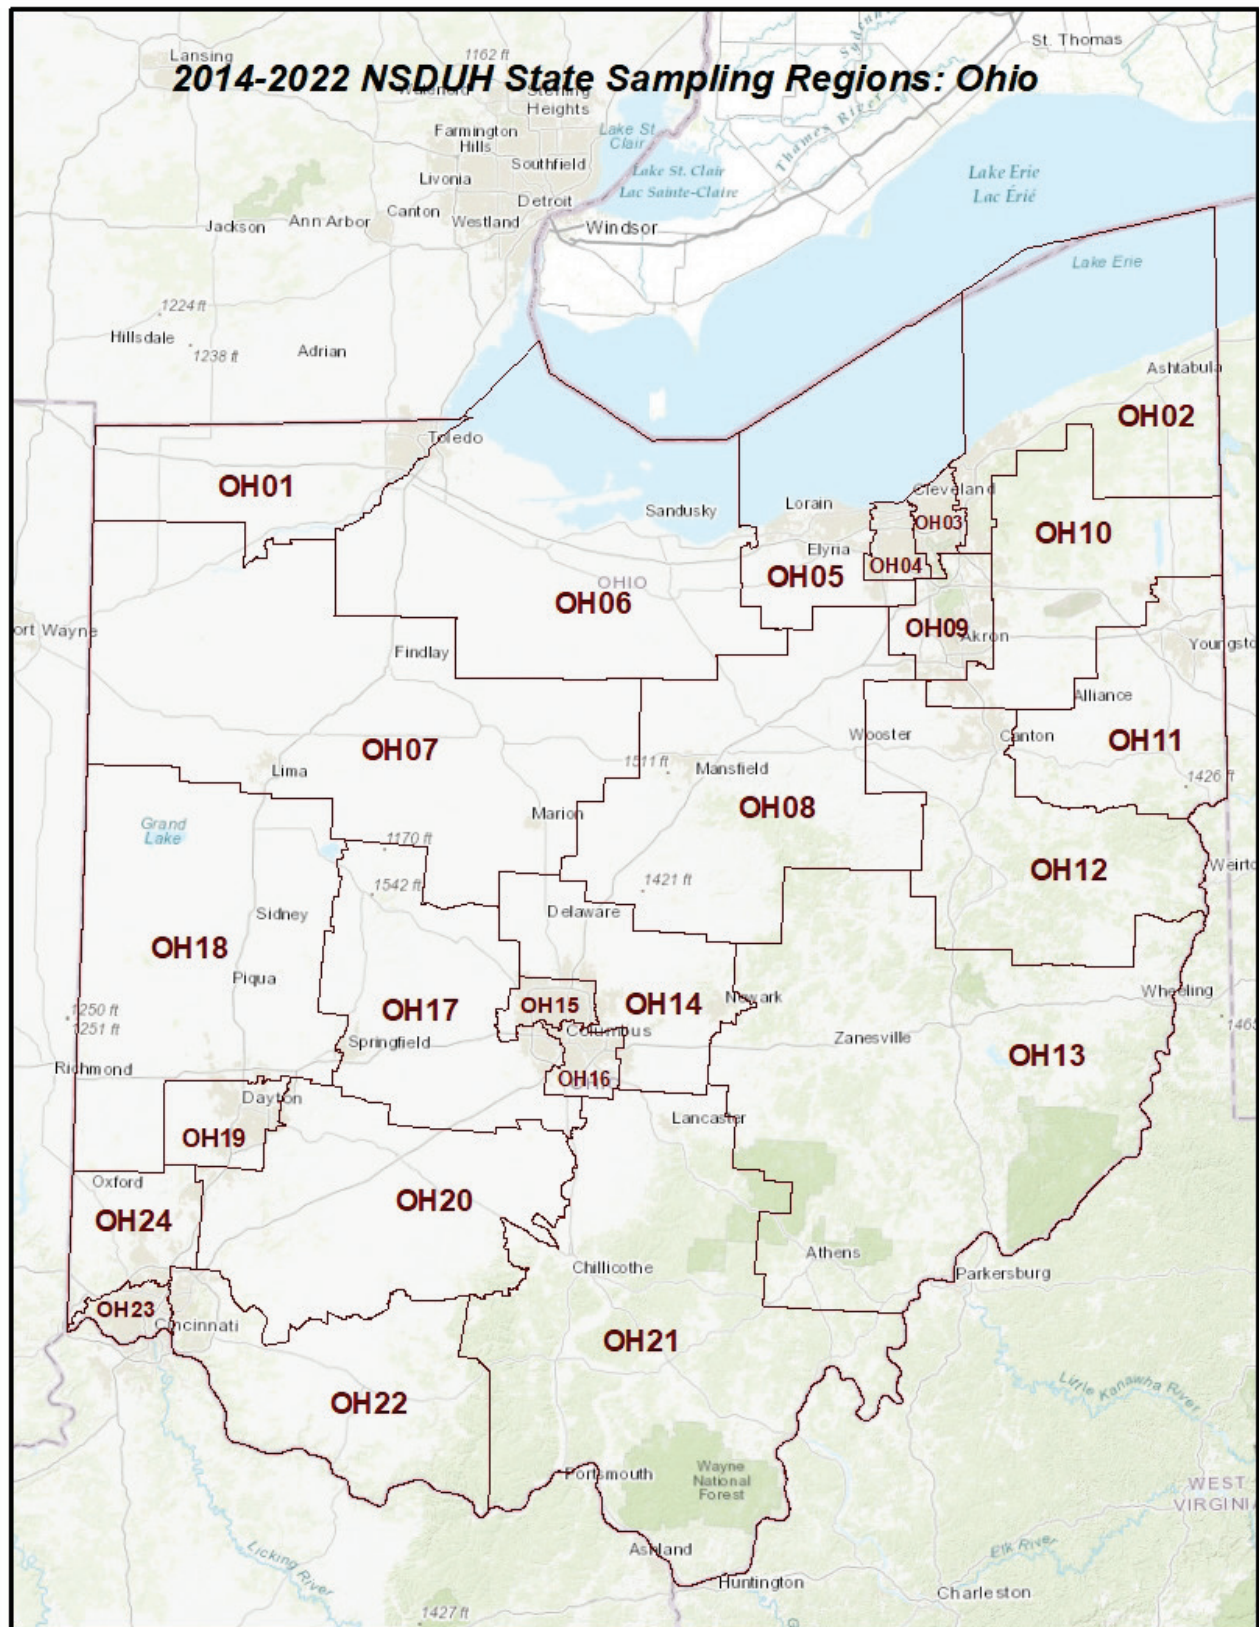 2014-2022 NSDUH State Sampling Regions: Ohio
Lansing
1162 ft
St. Thomas
Sterling
Heights
Farmington
Hills
Lake St
Clair
Thames River
Southfield
Livonia
Lake St. Clair
Lac Sainte-Claire
Lake Erie
Lac Érié
Detroit
Canton
Westland
Ann Arbor
Jackson
Windsor
Lake Erie
1224 ft
Hillsdale
1238 ft
Adrian
Ashtabula
OH02
Toledo
OH01
Cleveland
Lorain
Sandusky
OH03
OH10
Elyria
OH04
OH05
OHIO
OH06
OH09
Akron
ort Wayne
Findlay
Youngsto
Alliance
Wooster
Canton
OH11
OH07
1511 ft
Mansfield
Lima
1426 ft
OH08
Marion
Grand
Lake
1170 ft
Weirto
OH12
1421 ft
1542 ft
Delaware
Sidney
OH18
Piqua
Wheeling
Newark
OH15
OH14
OH17
1250 ft
1251 ft
1463
Columbus
Springfield
Zanesville
OH13
Richmond
OH16
Dayton
Lancaster
OH19
Oxford
OH20
OH24
Athens
Chillicothe
Parkersburg
OH23
Cincinnati
OH21
OH22
Little Kanawha River
Portsmouth
Wayne
National
Forest
WEST
VIRGINI
Ashland
Elk River
Licking River
Huntington
Charleston
1427 ft